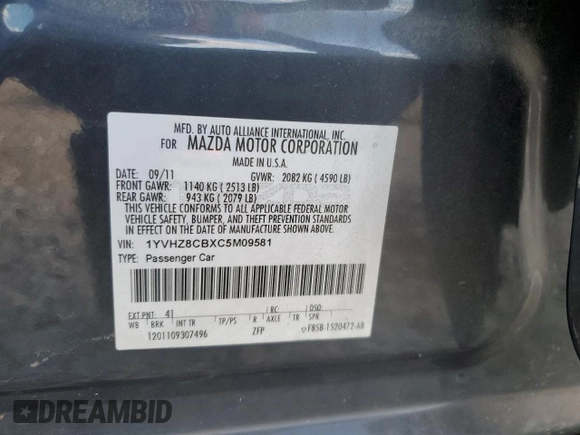 MFD. BY AUTO ALLIANCE INTERNATIONAL, INC.
FOR MAZDA MOTOR CORPORATION
MADE IN U.S.A.
DATE: 09/11 GVWR: 2082 KG ( 4590 LB)
FRONT GAWR: 1140 KG ( 2513 LB)
REAR GAWR: 943 KG ( 2079 LB)
THIS VEHICLE CONFORMS TO ALL APPLICABLE FEDERAL MOTOR
VEHICLE SAFETY, BUMPER, AND THEFT PREVENTION STANDARDS
IN EFFECT ON THE DATE OF MANUFACTURE SHOWN ABOVE.
VIN: 1YVHZ8CBXC5M09581
TYPE: Passenger Car
EXT PNT: 41 RC: DSO:
WB BRK INT TR TP/PS R AXLE TR SPR
1201109307496 ZFP F85B-1520472-AB
DREAMBID